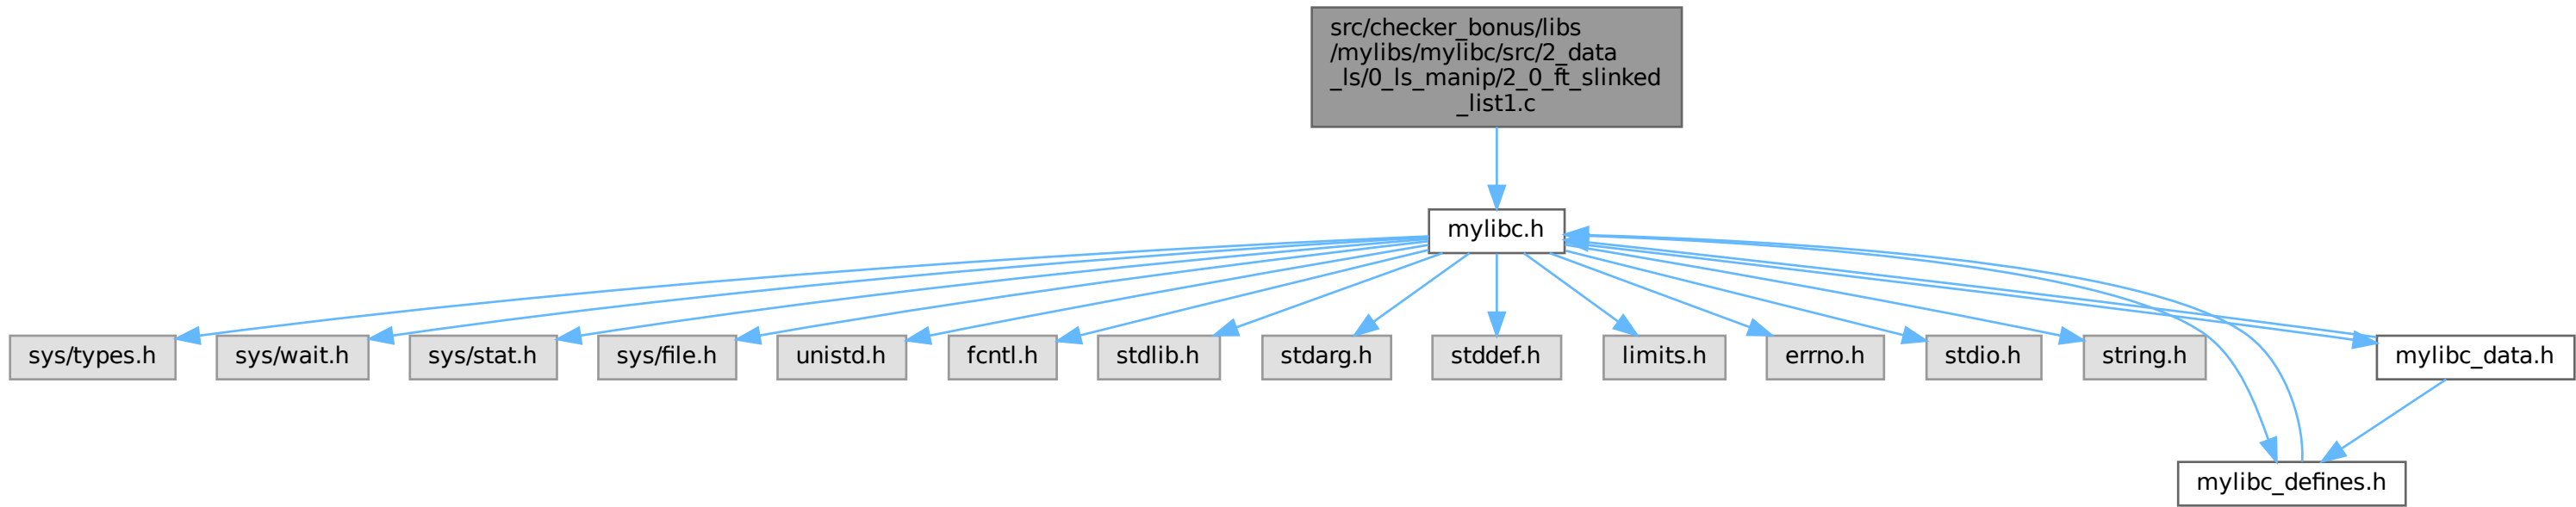 src/checker_bonus/libs
/mylibs/mylibc/src/2_data
_ls/0_ls_manip/2_0_ft_slinked
_list1.c
mylibc.h
sys/types.h
sys/wait.h
sys/stat.h
sys/file.h
unistd.h
fcntl.h
stdlib.h
stdarg.h
stddef.h
limits.h
errno.h
stdio.h
string.h
mylibc_data.h
mylibc_defines.h